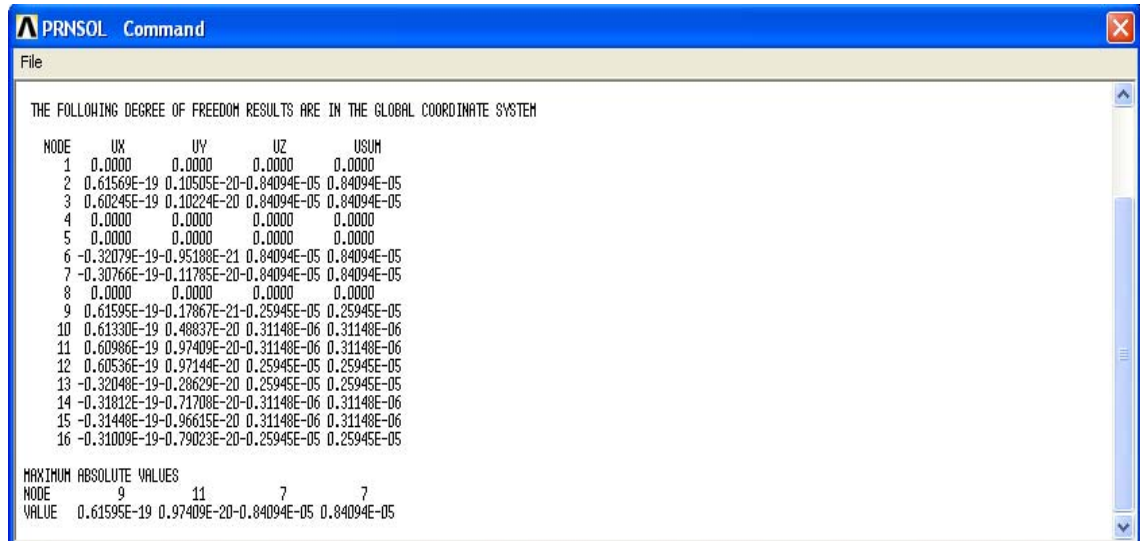 PRNSOL Command
File
THE FOLLOWING DEGREE OF FREEDOM RESULTS ARE IN THE GLOBAL COORDINATE SYSTEM
NODE UX UY UZ USUM
1 0.0000 0.0000 0.0000 0.0000
2 0.61569E-19 0.10505E-20-0.84094E-05 0.84094E-05
3 0.60245E-19 0.10224E-20 0.84094E-05 0.84094E-05
4 0.0000 0.0000 0.0000 0.0000
5 0.0000 0.0000 0.0000 0.0000
6 -0.32079E-19-0.95188E-21 0.84094E-05 0.84094E-05
7 -0.30766E-19-0.11785E-20-0.84094E-05 0.84094E-05
8 0.0000 0.0000 0.0000 0.0000
9 0.61595E-19-0.17867E-21-0.25945E-05 0.25945E-05
10 0.61330E-19 0.48837E-20 0.31148E-06 0.31148E-06
11 0.60986E-19 0.97409E-20-0.31148E-06 0.31148E-06
12 0.60536E-19 0.97144E-20 0.25945E-05 0.25945E-05
13 -0.32048E-19-0.28629E-20 0.25945E-05 0.25945E-05
14 -0.31812E-19-0.71708E-20-0.31148E-06 0.31148E-06
15 -0.31448E-19-0.96615E-20 0.31148E-06 0.31148E-06
16 -0.31009E-19-0.79023E-20-0.25945E-05 0.25945E-05
MAXIMUM ABSOLUTE VALUES
NODE 9 11 7 7
VALUE 0.61595E-19 0.97409E-20-0.84094E-05 0.84094E-05